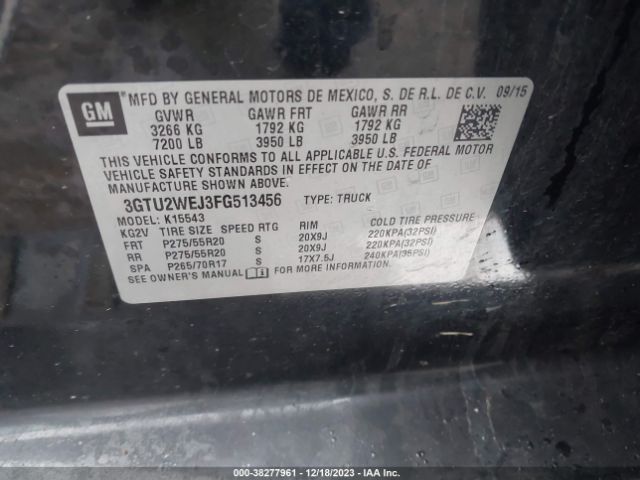 GM
MFD BY GENERAL MOTORS DE MEXICO, S. DE R.L. DE C.V. 09/15
GVWR GAWR FRT GAWR RR
3266 KG 1792 KG 1792 KG
7200 LB 3950 LB 3950 LB
THIS VEHICLE CONFORMS TO ALL APPLICABLE U.S. FEDERAL MOTOR
VEHICLE SAFETY STANDARDS IN EFFECT ON THE DATE OF
MANUFACTURE SHOWN ABOVE.
3GTU2WEJ3FG513456 TYPE: TRUCK
MODEL: K15543
KG2V TIRE SIZE SPEED RTG RIM COLD TIRE PRESSURE
FRT P275/55R20 S 20X9J 220KPA(32PSI)
RR P275/55R20 S 20X9J 220KPA(32PSI)
SPA P265/70R17 S 17X7.5J 240KPA(35PSI)
SEE OWNER'S MANUAL FOR MORE INFORMATION.
000-38277961 - 12/18/2023 - IAA Inc.